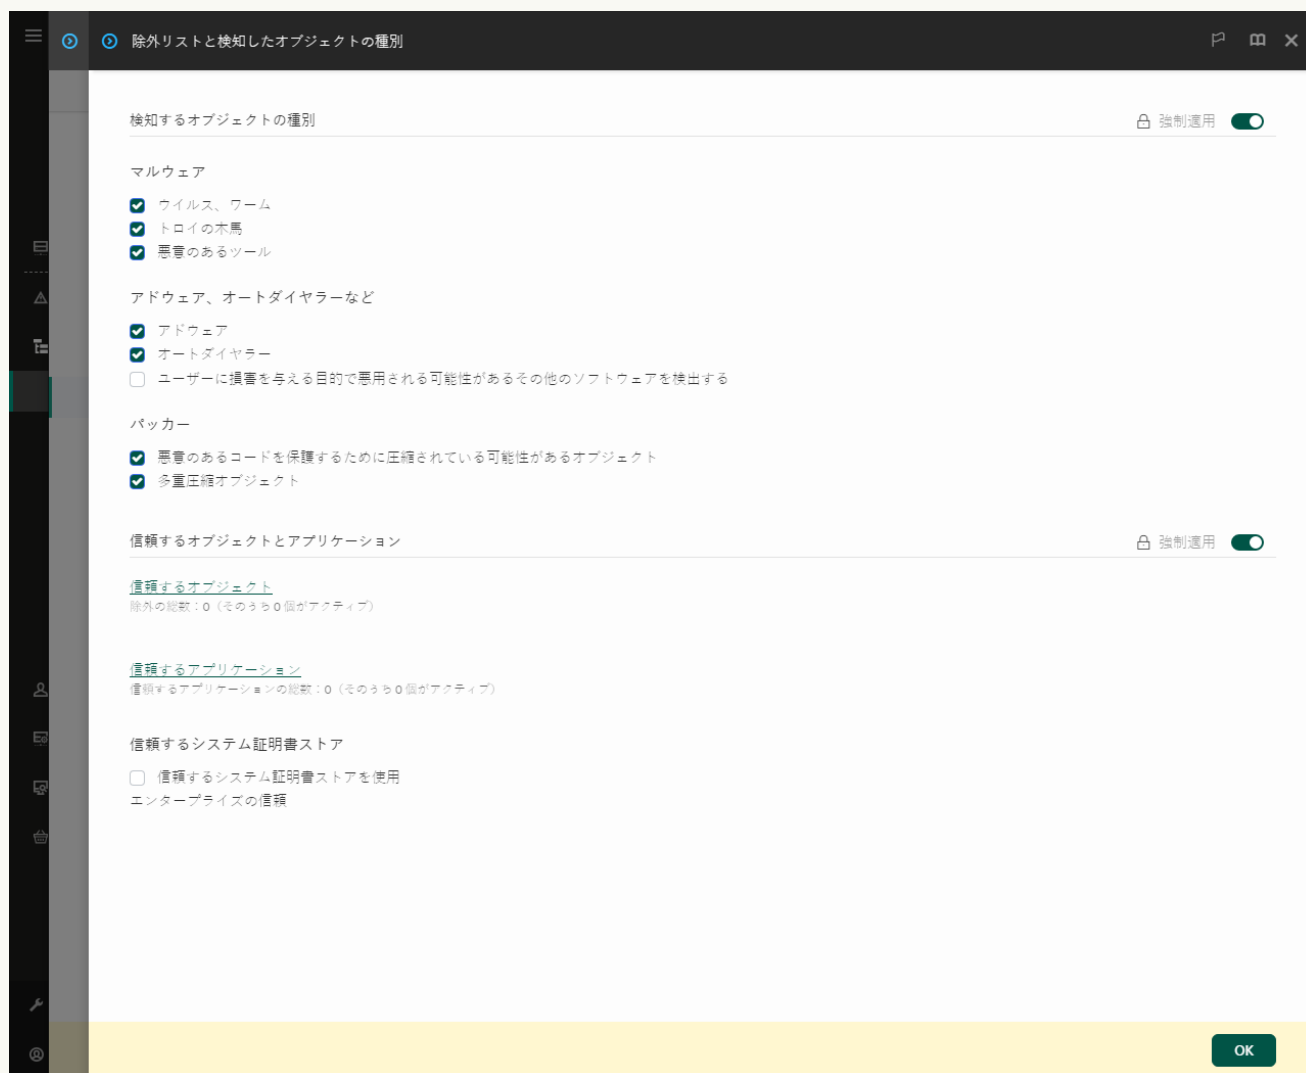 除外リストと検知したオブジェクトの種別
検知するオブジェクトの種別
強制適用
マルウェア
ウイルス、ワーム
トロイの木馬
悪意のあるツール
アドウェア、オートダイヤラーなど
アドウェア
オートダイヤラー
ユーザーに損害を与える目的で悪用される可能性があるその他のソフトウェアを検出する
パッカー
悪意のあるコードを保護するために圧縮されている可能性があるオブジェクト
多重圧縮オブジェクト
信頼するオブジェクトとアプリケーション
強制適用
信頼するオブジェクト
除外の総数：0（そのうち0個がアクティブ）
信頼するアプリケーション
信頼するアプリケーションの総数：0（そのうち0個がアクティブ）
信頼するシステム証明書ストア
信頼するシステム証明書ストアを使用
エンタープライズの信頼
OK